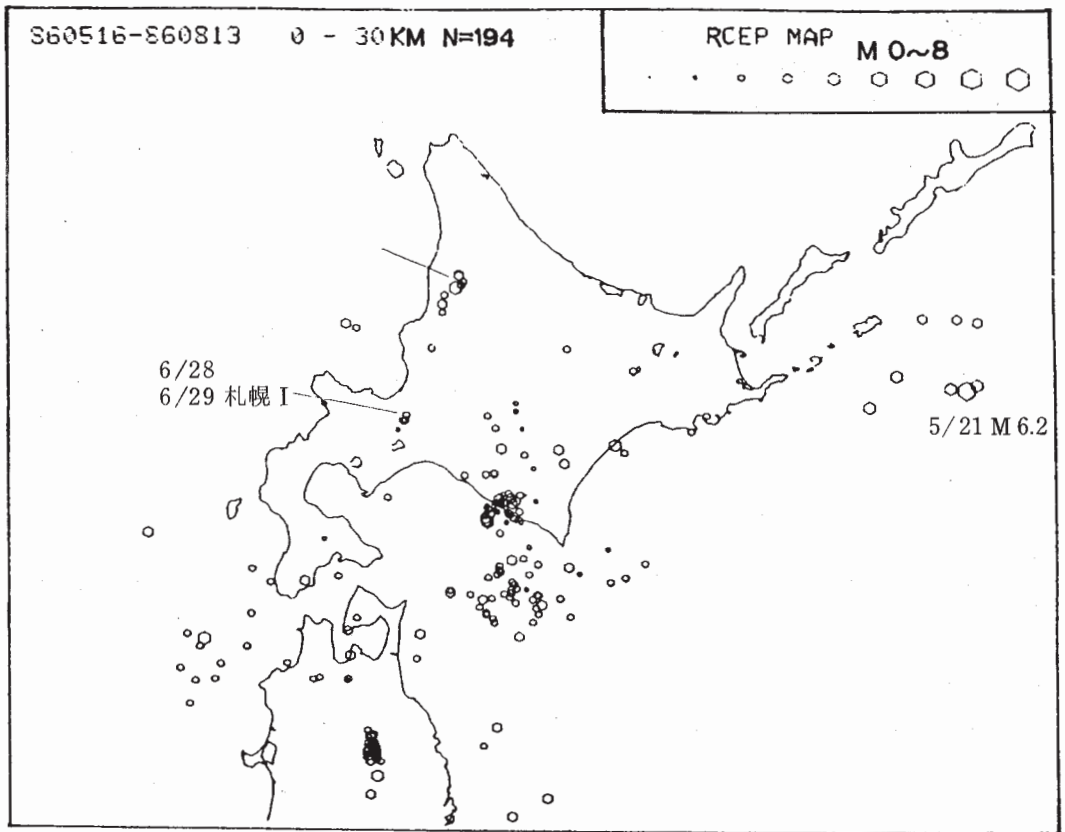 S60516-S60813 0 - 30KM N=194
RCEP MAP M 0~8
6/28
6/29 札幌 I
5/21 M 6.2